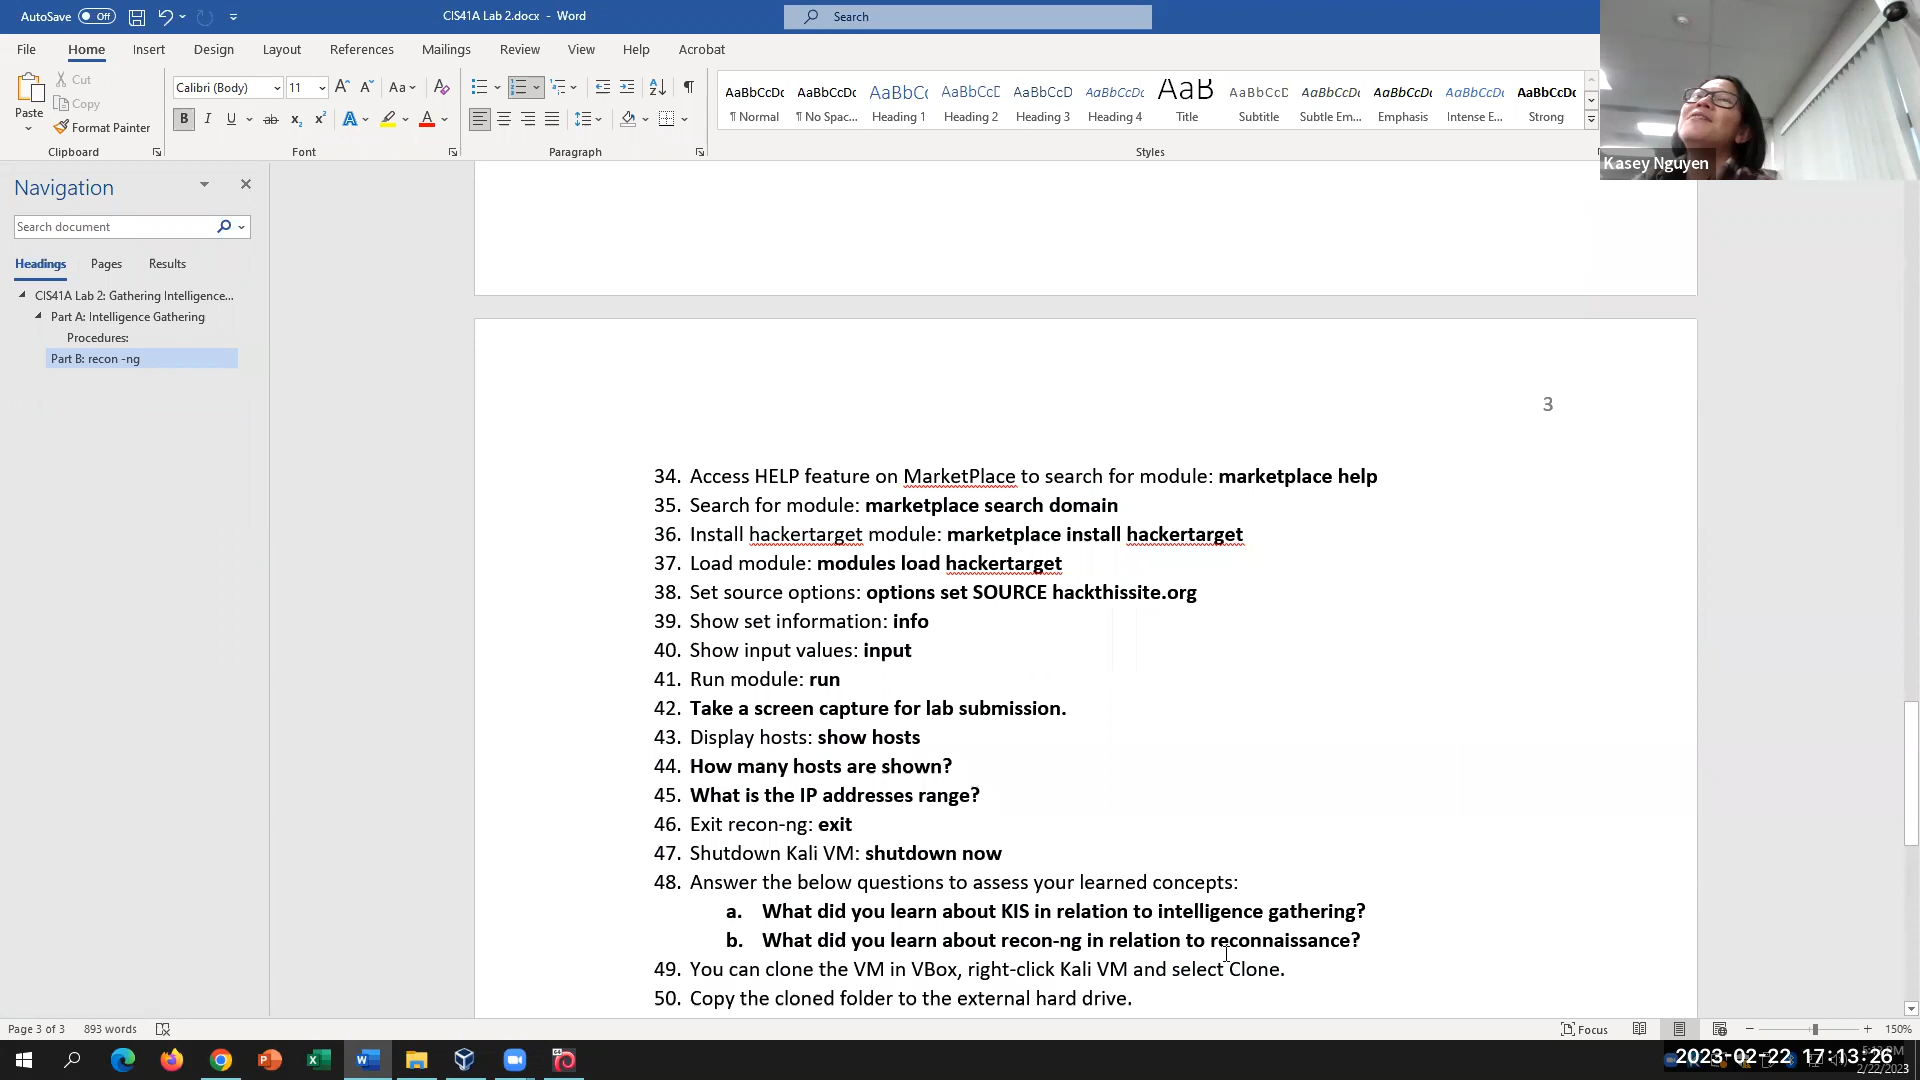 AutoSave Off CIS41A Lab 2.docx - Word Search
File Home Insert Design Layout References Mailings Review View Help Acrobat
Paste Cut Copy Format Painter
Calibri (Body) 11 Aa
AaBbCcDc AaBbCcDc AaBbCc AaBbCcD AaBbCcD AaBbCcDc AaB AaBbCcD AaBbCcDc AaBbCcDc AaBbCcDc AaBbCcDc
¶ Normal ¶ No Spac... Heading 1 Heading 2 Heading 3 Heading 4 Title Subtitle Subtle Em... Emphasis Intense E... Strong
Clipboard Font Paragraph Styles
Kasey Nguyen
Navigation
Search document
Headings Pages Results
CIS41A Lab 2: Gathering Intelligence...
Part A: Intelligence Gathering
Procedures:
Part B: recon -ng
3
34. Access HELP feature on MarketPlace to search for module: marketplace help
35. Search for module: marketplace search domain
36. Install hackertarget module: marketplace install hackertarget
37. Load module: modules load hackertarget
38. Set source options: options set SOURCE hackthissite.org
39. Show set information: info
40. Show input values: input
41. Run module: run
42. Take a screen capture for lab submission.
43. Display hosts: show hosts
44. How many hosts are shown?
45. What is the IP addresses range?
46. Exit recon-ng: exit
47. Shutdown Kali VM: shutdown now
48. Answer the below questions to assess your learned concepts:
a. What did you learn about KIS in relation to intelligence gathering?
b. What did you learn about recon-ng in relation to reconnaissance?
49. You can clone the VM in VBox, right-click Kali VM and select Clone.
50. Copy the cloned folder to the external hard drive.
Page 3 of 3 893 words Focus 150%
2023-02-22 17:13:26
2/22/2023